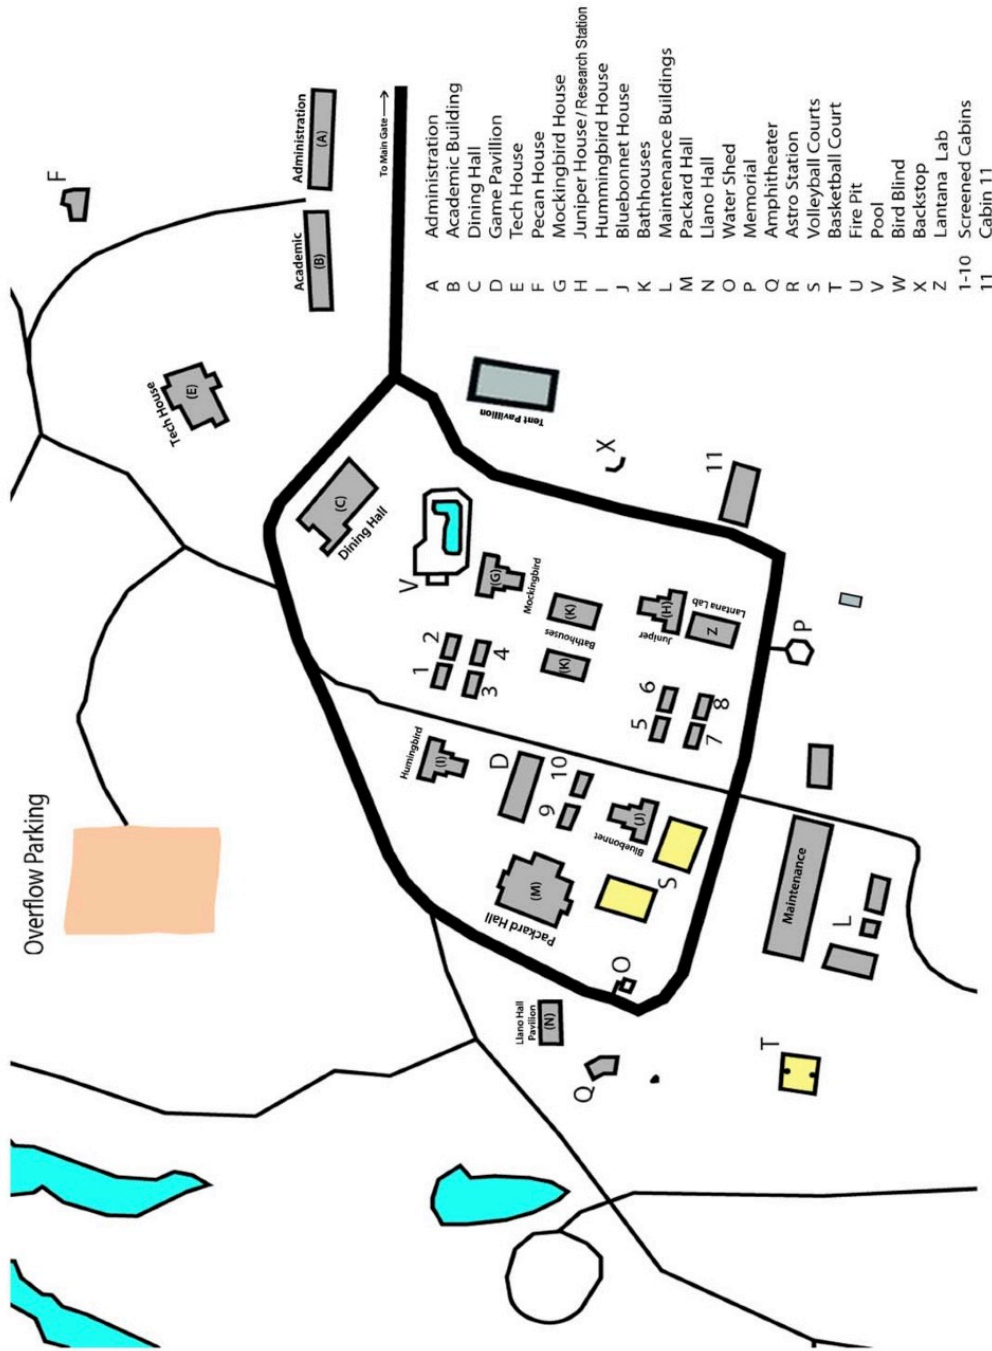 Overflow Parking
F
Administration
(A)
Academic
(B)
To Main Gate
Tech House
(E)
(C)
Dining Hall
Tent Pavillion
V
X
11
(G)
Mockingbird
(K)
Bathhouses
(K)
(H)
Juniper
Z
Lantana Lab
1
2
3
4
5
6
7
8
P
Humingbird
(I)
D
9
10
(J)
Bluebonnet
S
(M)
Packard Hall
O
Llano Hall
Pavilion
(N)
Q
Maintenance
L
T
A Administration
B Academic Building
C Dining Hall
D Game Pavillion
E Tech House
F Pecan House
G Mockingbird House
H Juniper House/Research Station
I Hummingbird House
J Bluebonnet House
K Bathhouses
L Maintenance Buildings
M Packard Hall
N Llano Hall
O Water Shed
P Memorial
Q Amphitheater
R Astro Station
S Volleyball Courts
T Basketball Court
U Fire Pit
V Pool
W Bird Blind
X Backstop
Z Lantana Lab
1-10 Screened Cabins
11 Cabin 11